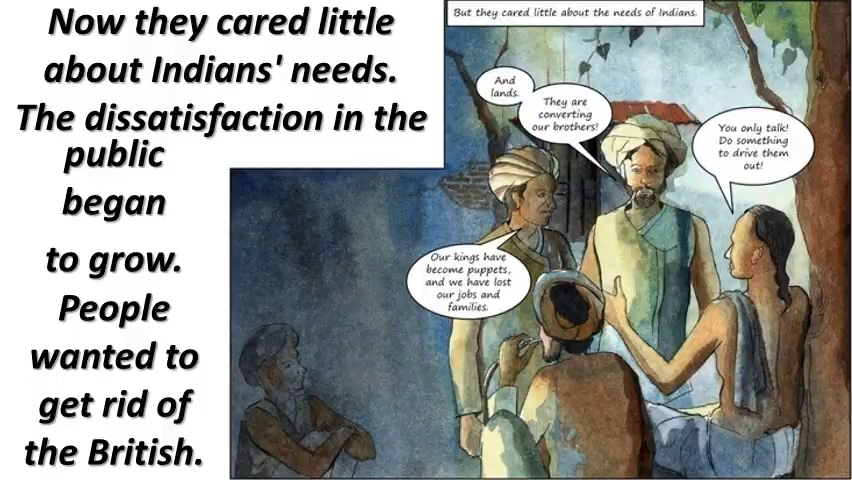 Now they cared little
about Indians' needs.
The dissatisfaction in the
public
began
to grow.
People
wanted to
get rid of
the British.
But they cared little about the needs of Indians.
And
lands.
They are
converting
our brothers!
You only talk!
Do something
to drive them
out!
Our kings have
become puppets,
and we have lost
our jobs and
families.